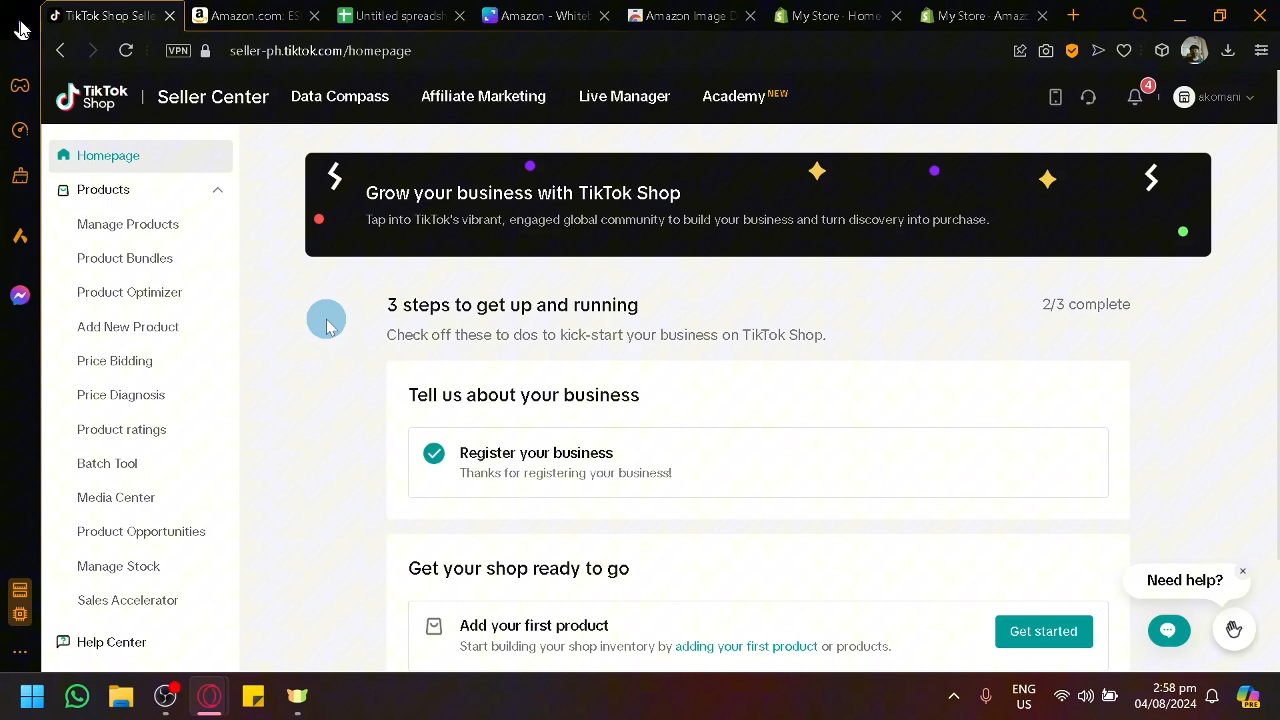 TikTok Shop Selle
Amazon.com: ES
Untitled spreadsh
Amazon - Whiteb
Amazon Image D
My Store · Home
My Store · Amazo
VPN
seller-ph.tiktok.com/homepage
TikTok Shop
Seller Center
Data Compass
Affiliate Marketing
Live Manager
Academy NEW
4
akomani
Homepage
Products
Manage Products
Product Bundles
Product Optimizer
Add New Product
Price Bidding
Price Diagnosis
Product ratings
Batch Tool
Media Center
Product Opportunities
Manage Stock
Sales Accelerator
Help Center
Grow your business with TikTok Shop
Tap into TikTok's vibrant, engaged global community to build your business and turn discovery into purchase.
3 steps to get up and running
2/3 complete
Check off these to dos to kick-start your business on TikTok Shop.
Tell us about your business
Register your business
Thanks for registering your business!
Get your shop ready to go
Add your first product
Start building your shop inventory by adding your first product or products.
Get started
Need help?
ENG
US
2:58 pm
04/08/2024
PRE